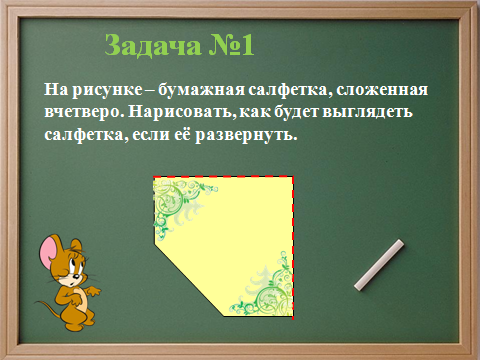 Задача №1
На рисунке – бумажная салфетка, сложенная
вчетверо. Нарисовать, как будет выглядеть
салфетка, если её развернуть.